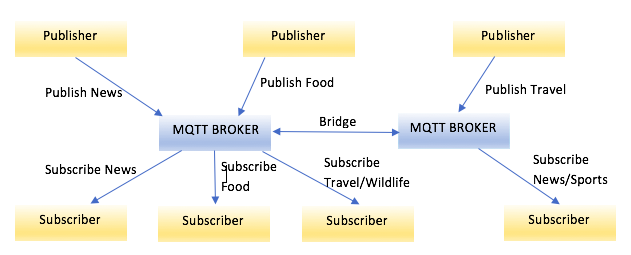 Publisher
Publisher
Publisher
Publish News
Publish Food
Publish Travel
MQTT BROKER
Bridge
MQTT BROKER
Subscribe News
Subscribe
Food
Subscribe
Travel/Wildlife
Subscribe
News/Sports
Subscriber
Subscriber
Subscriber
Subscriber